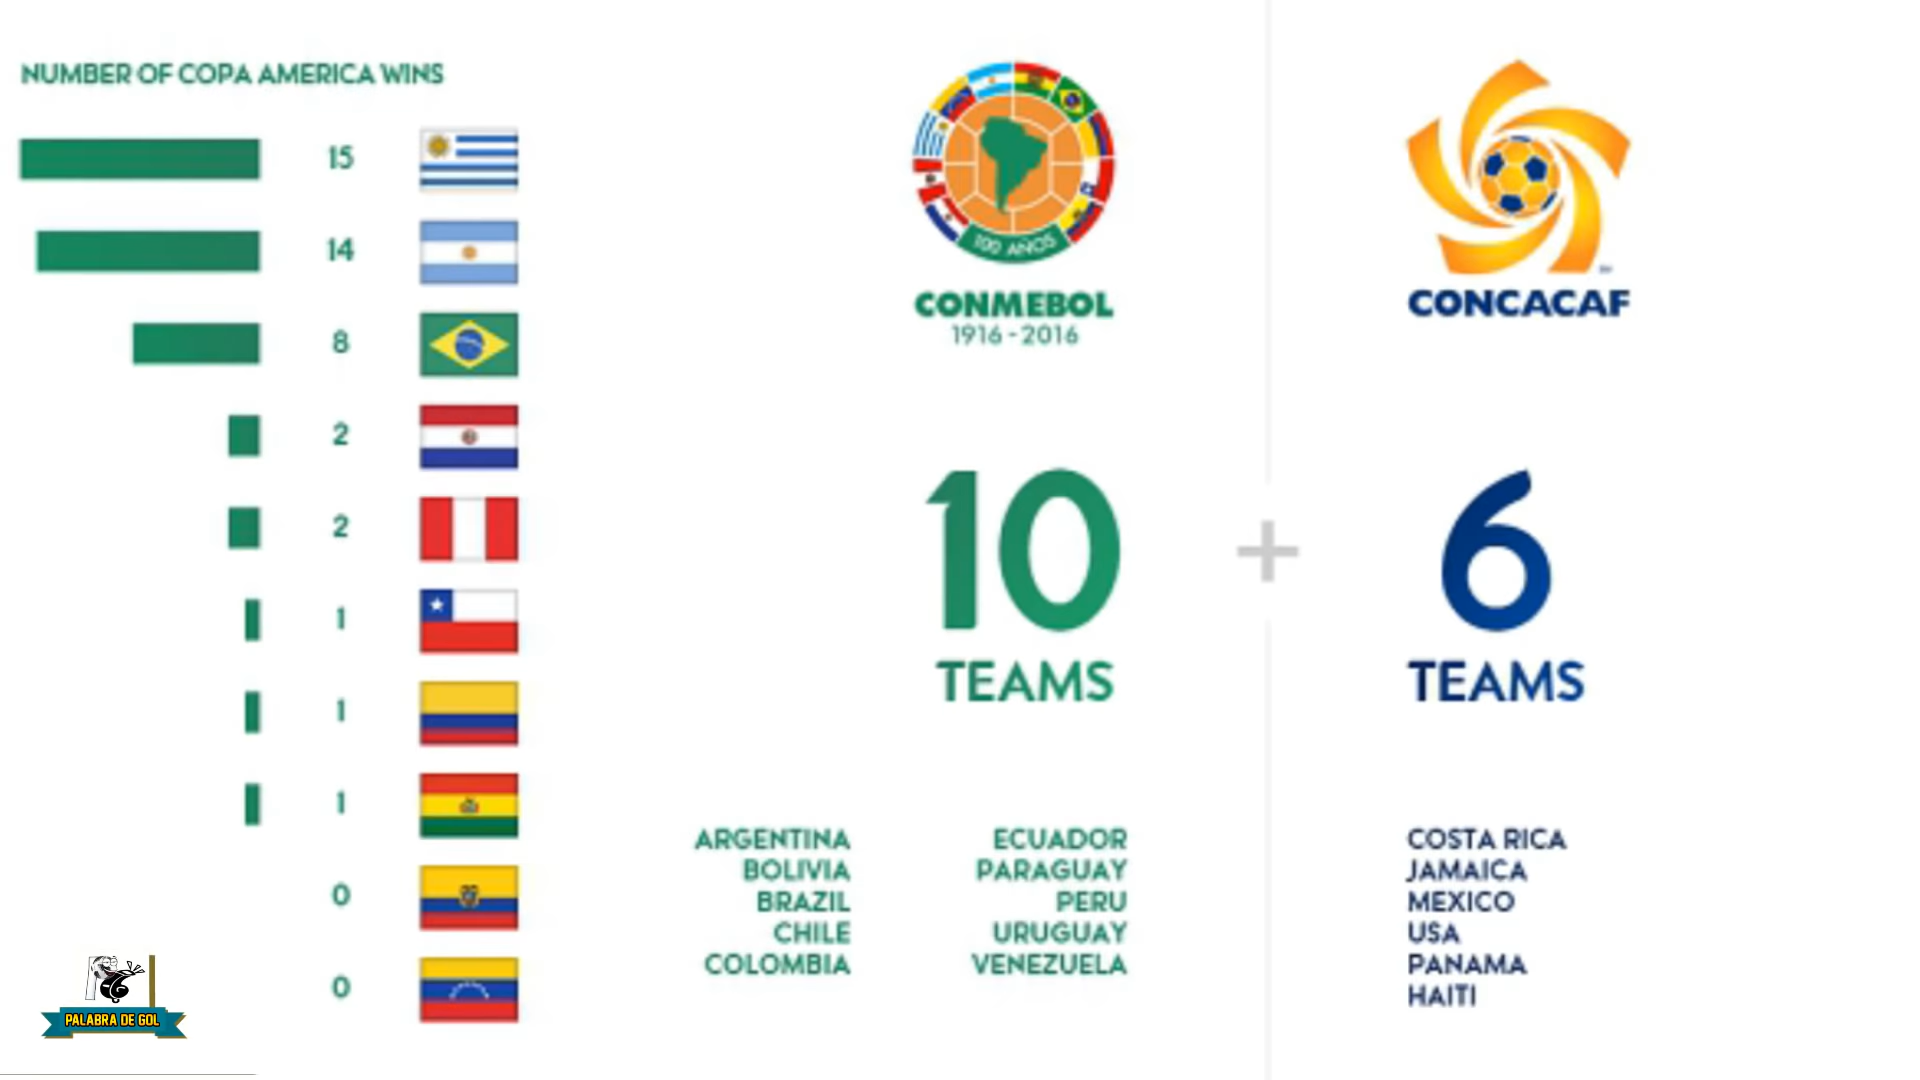 NUMBER OF COPA AMERICA WINS
15
14
8
2
2
1
1
1
0
0
PALABRA DE GOL
100 AÑOS
CONMEBOL
1916 - 2016
10
TEAMS
ARGENTINA
BOLIVIA
BRAZIL
CHILE
COLOMBIA
ECUADOR
PARAGUAY
PERU
URUGUAY
VENEZUELA
+
CONCACAF
6
TEAMS
COSTA RICA
JAMAICA
MEXICO
USA
PANAMA
HAITI